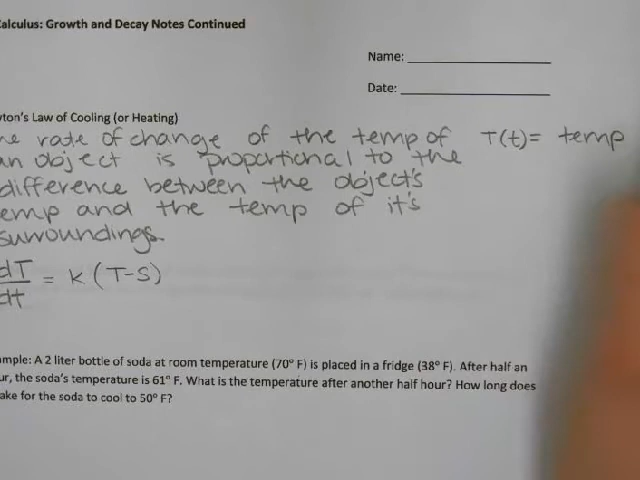 alculus: Growth and Decay Notes Continued
Name:
Date:
ton's Law of Cooling (or Heating)
he rate of change of the temp of T(t)= temp
an object is proportional to the
difference between the object's
emp and the temp of it's
surroundings.
dT/dt = k (T-S)
mple: A 2 liter bottle of soda at room temperature (70° F) is placed in a fridge (38° F). After half an
ur, the soda's temperature is 61° F. What is the temperature after another half hour? How long does
ake for the soda to cool to 50° F?